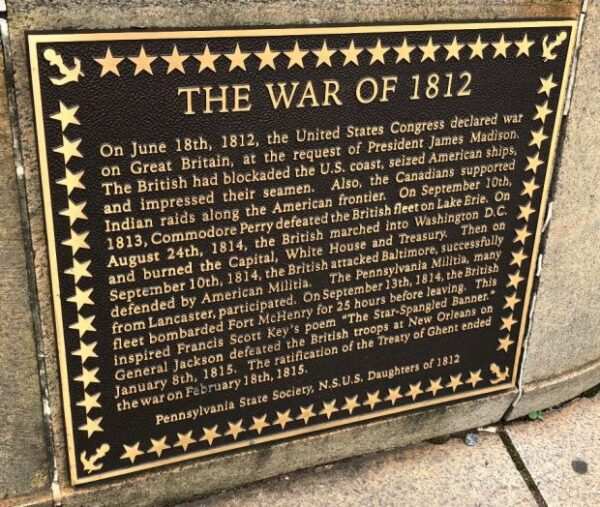 THE WAR OF 1812
On June 18th, 1812, the United States Congress declared war
on Great Britain, at the request of President James Madison.
The British had blockaded the U.S. coast, seized American ships,
and impressed their seamen. Also, the Canadians supported
Indian raids along the American frontier. On September 10th,
1813, Commodore Perry defeated the British fleet on Lake Erie. On
August 24th, 1814, the British marched into Washington D.C.
and burned the Capital, White House and Treasury. Then on
September 10th, 1814, the British attacked Baltimore, successfully
defended by American Militia. The Pennsylvania Militia, many
from Lancaster, participated. On September 13th, 1814, the British
fleet bombarded Fort McHenry for 25 hours before leaving. This
inspired Francis Scott Key's poem "The Star-Spangled Banner."
General Jackson defeated the British troops at New Orleans on
January 8th, 1815. The ratification of the Treaty of Ghent ended
the war on February 18th, 1815.
Pennsylvania State Society, N.S.U.S. Daughters of 1812